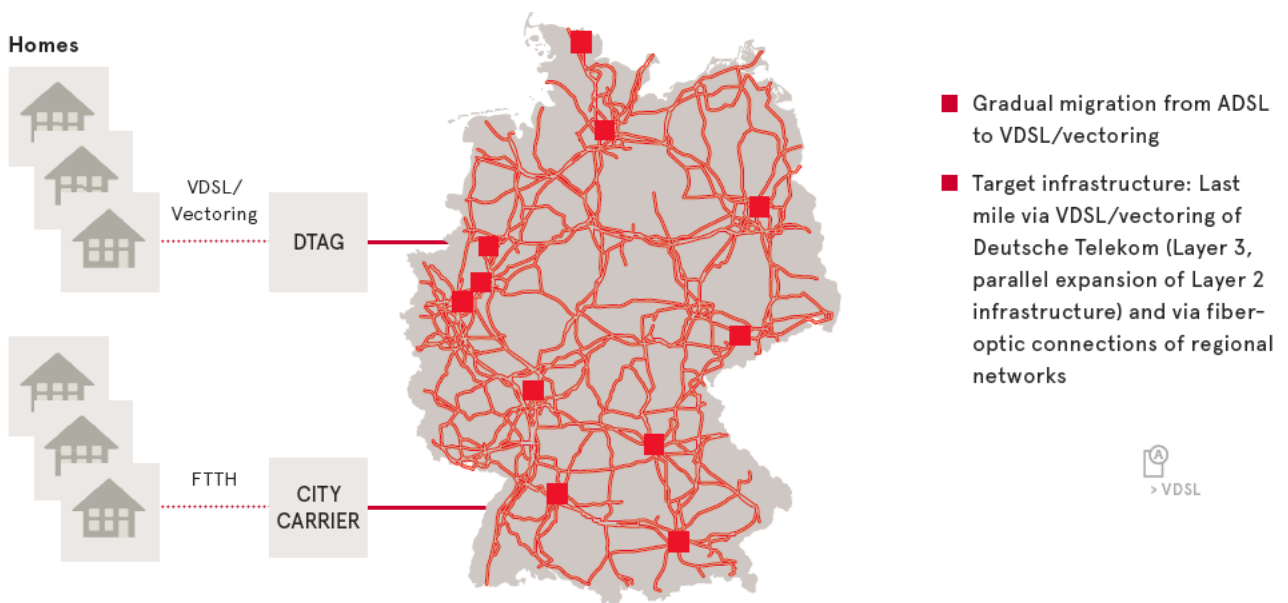 Homes
VDSL/
Vectoring
DTAG
FTTH
CITY
CARRIER
Gradual migration from ADSL
to VDSL/vectoring
Target infrastructure: Last
mile via VDSL/vectoring of
Deutsche Telekom (Layer 3,
parallel expansion of Layer 2
infrastructure) and via fiber-
optic connections of regional
networks
A
> VDSL